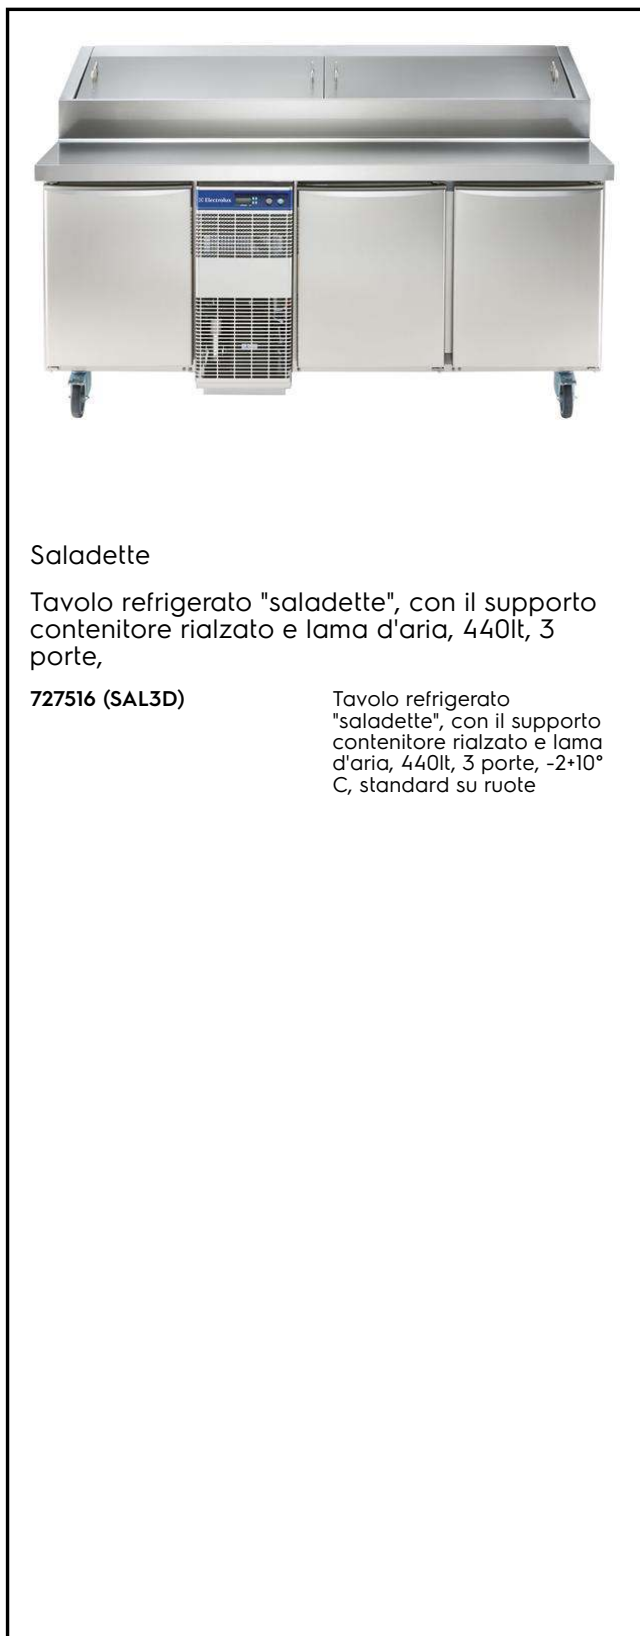 Electrolux
Saladette
Tavolo refrigerato "saladette", con il supporto
contenitore rialzato e lama d'aria, 440lt, 3
porte,
727516 (SAL3D)
Tavolo refrigerato
"saladette", con il supporto
contenitore rialzato e lama
d'aria, 440lt, 3 porte, -2+10°
C, standard su ruote